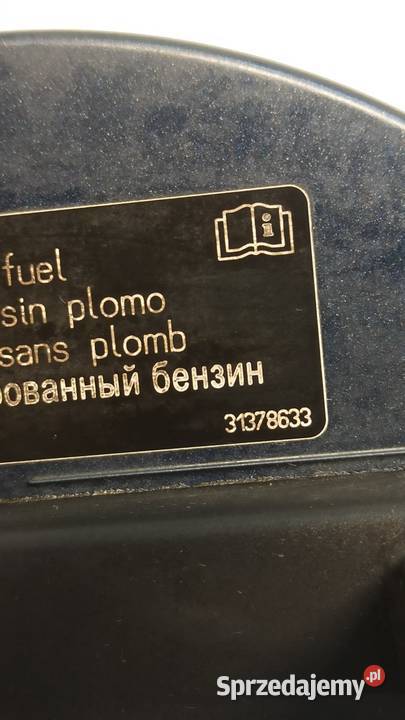 fuel
sin plomo
sans plomb
рованный бензин
31378633
Sprzedajemy.pl